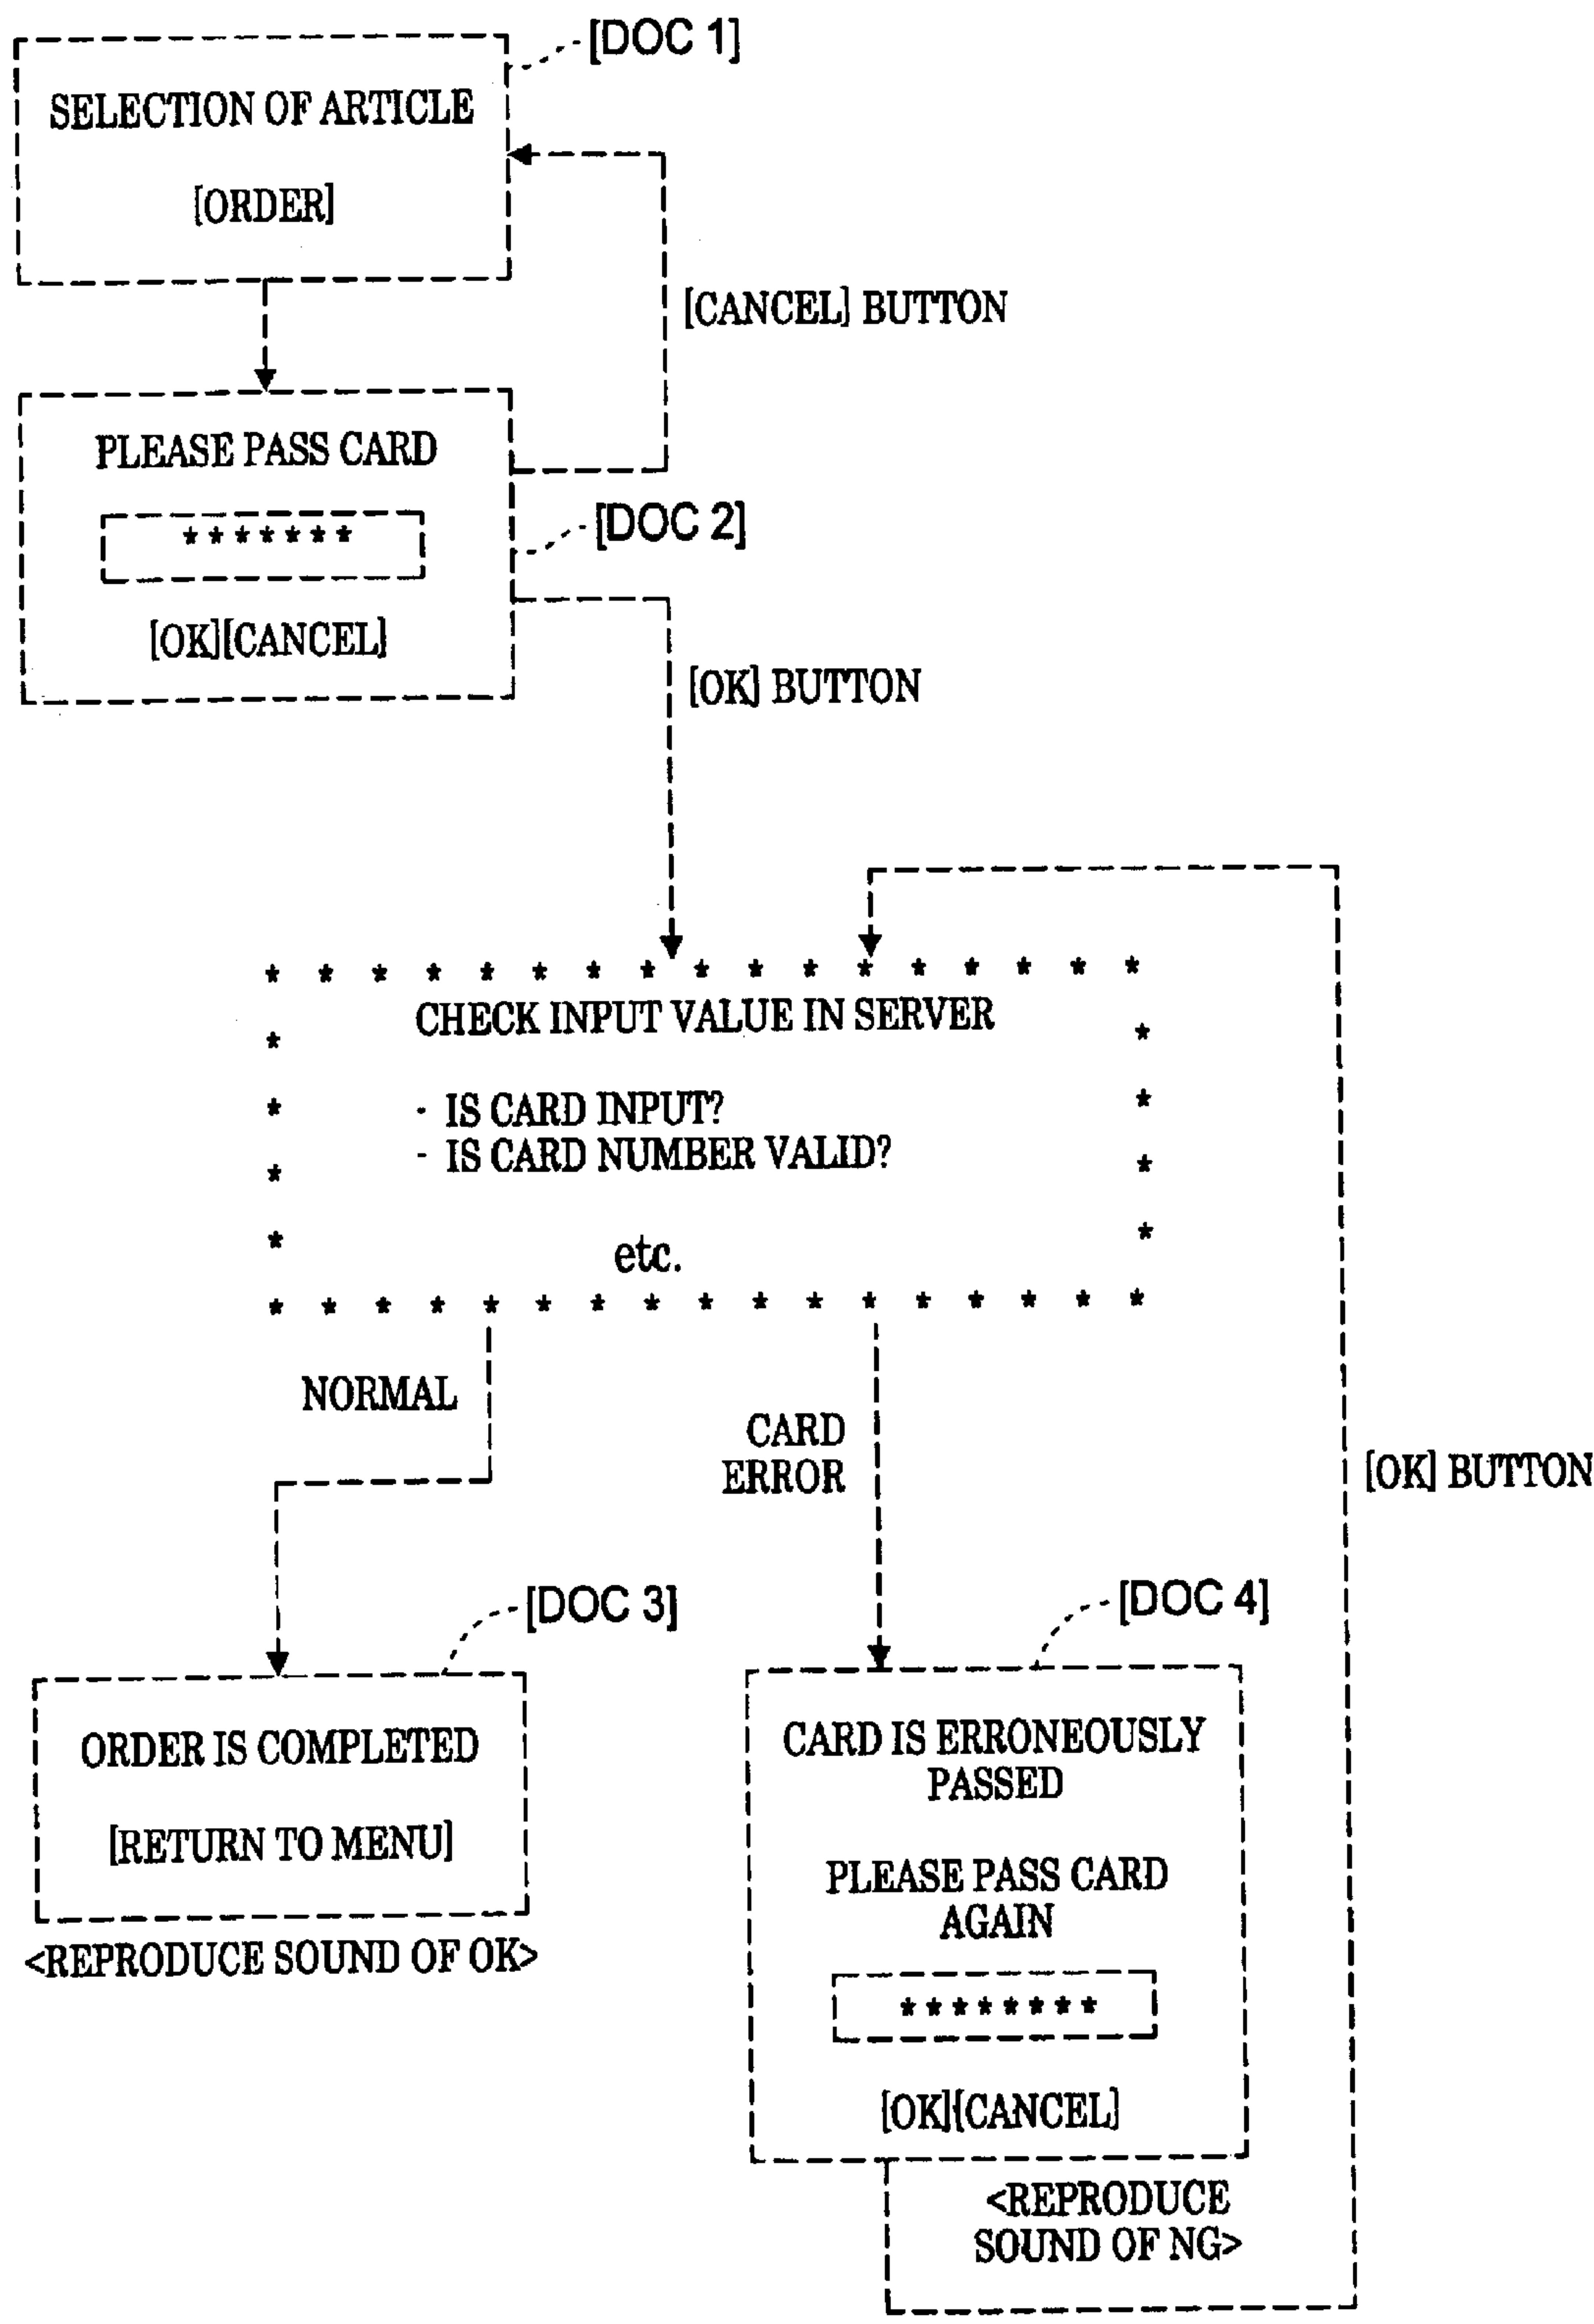 [DOC 1]
SELECTION OF ARTICLE
[ORDER]
[CANCEL] BUTTON
PLEASE PASS CARD
*******
[DOC 2]
[OK][CANCEL]
[OK] BUTTON
CHECK INPUT VALUE IN SERVER
- IS CARD INPUT?
- IS CARD NUMBER VALID?
etc.
NORMAL
CARD
ERROR
[OK] BUTTON
[DOC 3]
[DOC 4]
ORDER IS COMPLETED
[RETURN TO MENU]
<REPRODUCE SOUND OF OK>
CARD IS ERRONEOUSLY
PASSED
PLEASE PASS CARD
AGAIN
********
[OK][CANCEL]
<REPRODUCE
SOUND OF NG>